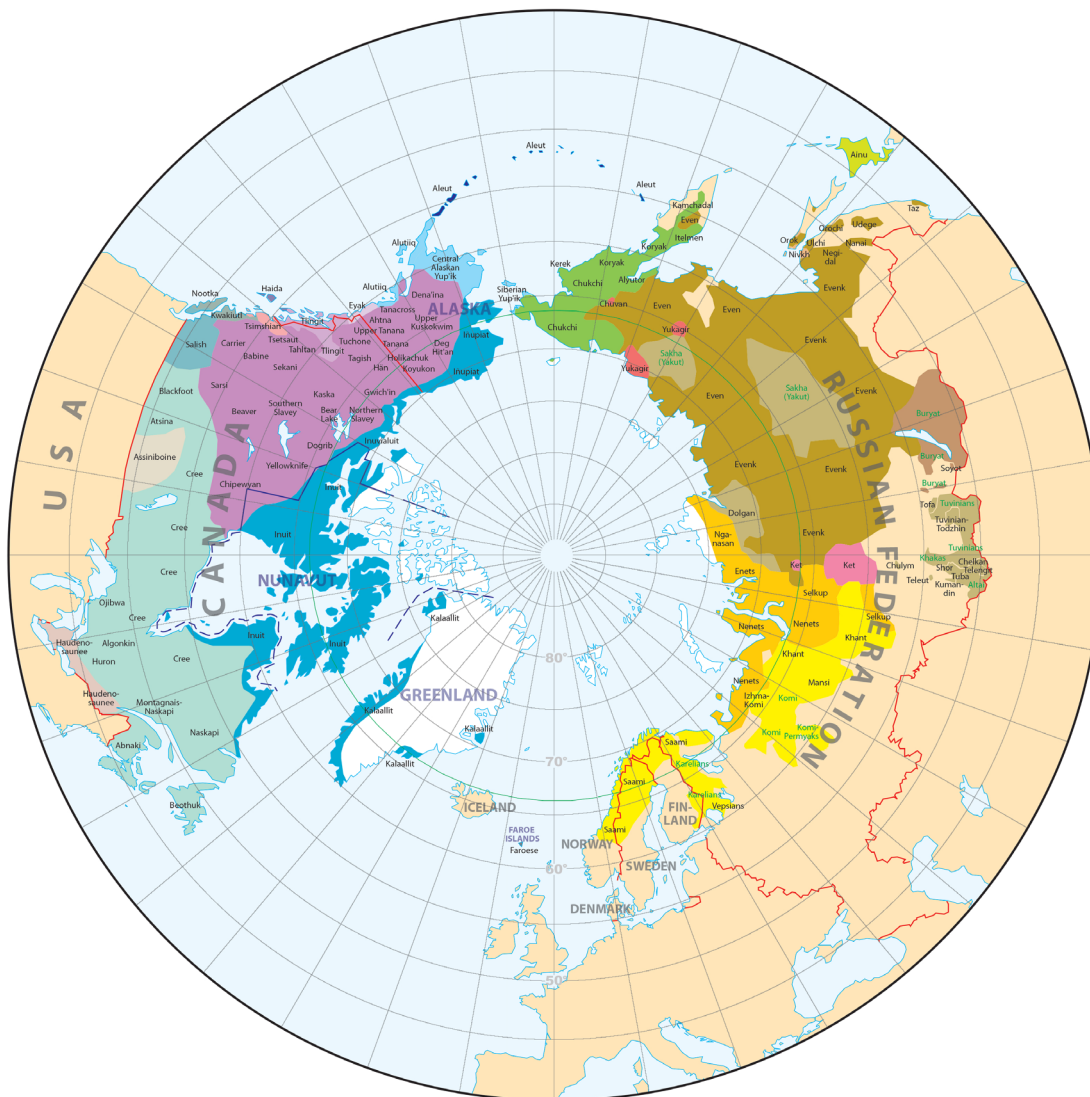 Aleut
Aleut
Aleut
Ainu
Kamchadal
Even
Itelmen
Koryak
Taz
Udege
Orochi
Orok
Ulchi
Nanai
Nivkh
Negi-
dal
Evenk
Alutiiq
Central
Alaskan
Yup'ik
Siberian
Yup'ik
Kerek
Koryak
Alyutor
Chukchi
Chukchi
Chuvan
Even
Even
Yukagir
Yukagir
Sakha
(Yakut)
Even
Evenk
Sakha
(Yakut)
Evenk
Evenk
Evenk
Evenk
Nootka
Haida
Kwakiutl
Tsimshian
Tlingit
Eyak
Alutiiq
Dena'ina
ALASKA
Tanacross
Ahtna
Upper
Kuskokwim
Upper
Tanana
Tanana
Deg
Hit'an
Inupiat
Inupiat
Salish
Carrier
Tsetsaut
Tahltan
Tlingit
Tuchone
Tagish
Hulikachuk
Hän
Koyukon
Babine
Sekani
Blackfoot
Sarsi
Kaska
Gwich'in
Southern
Slavey
Bear
Lake
Northern
Slavey
Beaver
Atsina
Assiniboine
Dogrib
Inuvialuit
Yellowknife
Chipewyan
Inuit
Inuit
Cree
Cree
Cree
Cree
Cree
USA
CANADA
NUNAVUT
Ojibwa
Haudeno-
saunee
Algonkin
Huron
Inuit
Inuit
Haudeno-
saunee
Montagnais-
Naskapi
Naskapi
Abnaki
Beothuk
Kalaallit
GREENLAND
Kalaallit
Kalaallit
Kalaallit
80°
70°
60°
50°
ICELAND
FAROE
ISLANDS
Faroese
NORWAY
SWEDEN
FIN-
LAND
DENMARK
Saami
Saami
Saami
Karelians
Karelians
Vepsians
RUSSIAN FEDERATION
Buryat
Buryat
Soyot
Buryat
Tofa
Tuvinians
Tuvinian-
Todzhin
Tuvinians
Khakas
Chelkan
Shor
Telengit
Tuba
Kuman-
din
Altai
Chulym
Teleut
Dolgan
Nga-
nasan
Enets
Evenk
Ket
Ket
Selkup
Selkup
Nenets
Nenets
Khant
Khant
Mansi
Nenets
Izhma-
Komi
Komi
Komi
Komi-
Permyaks